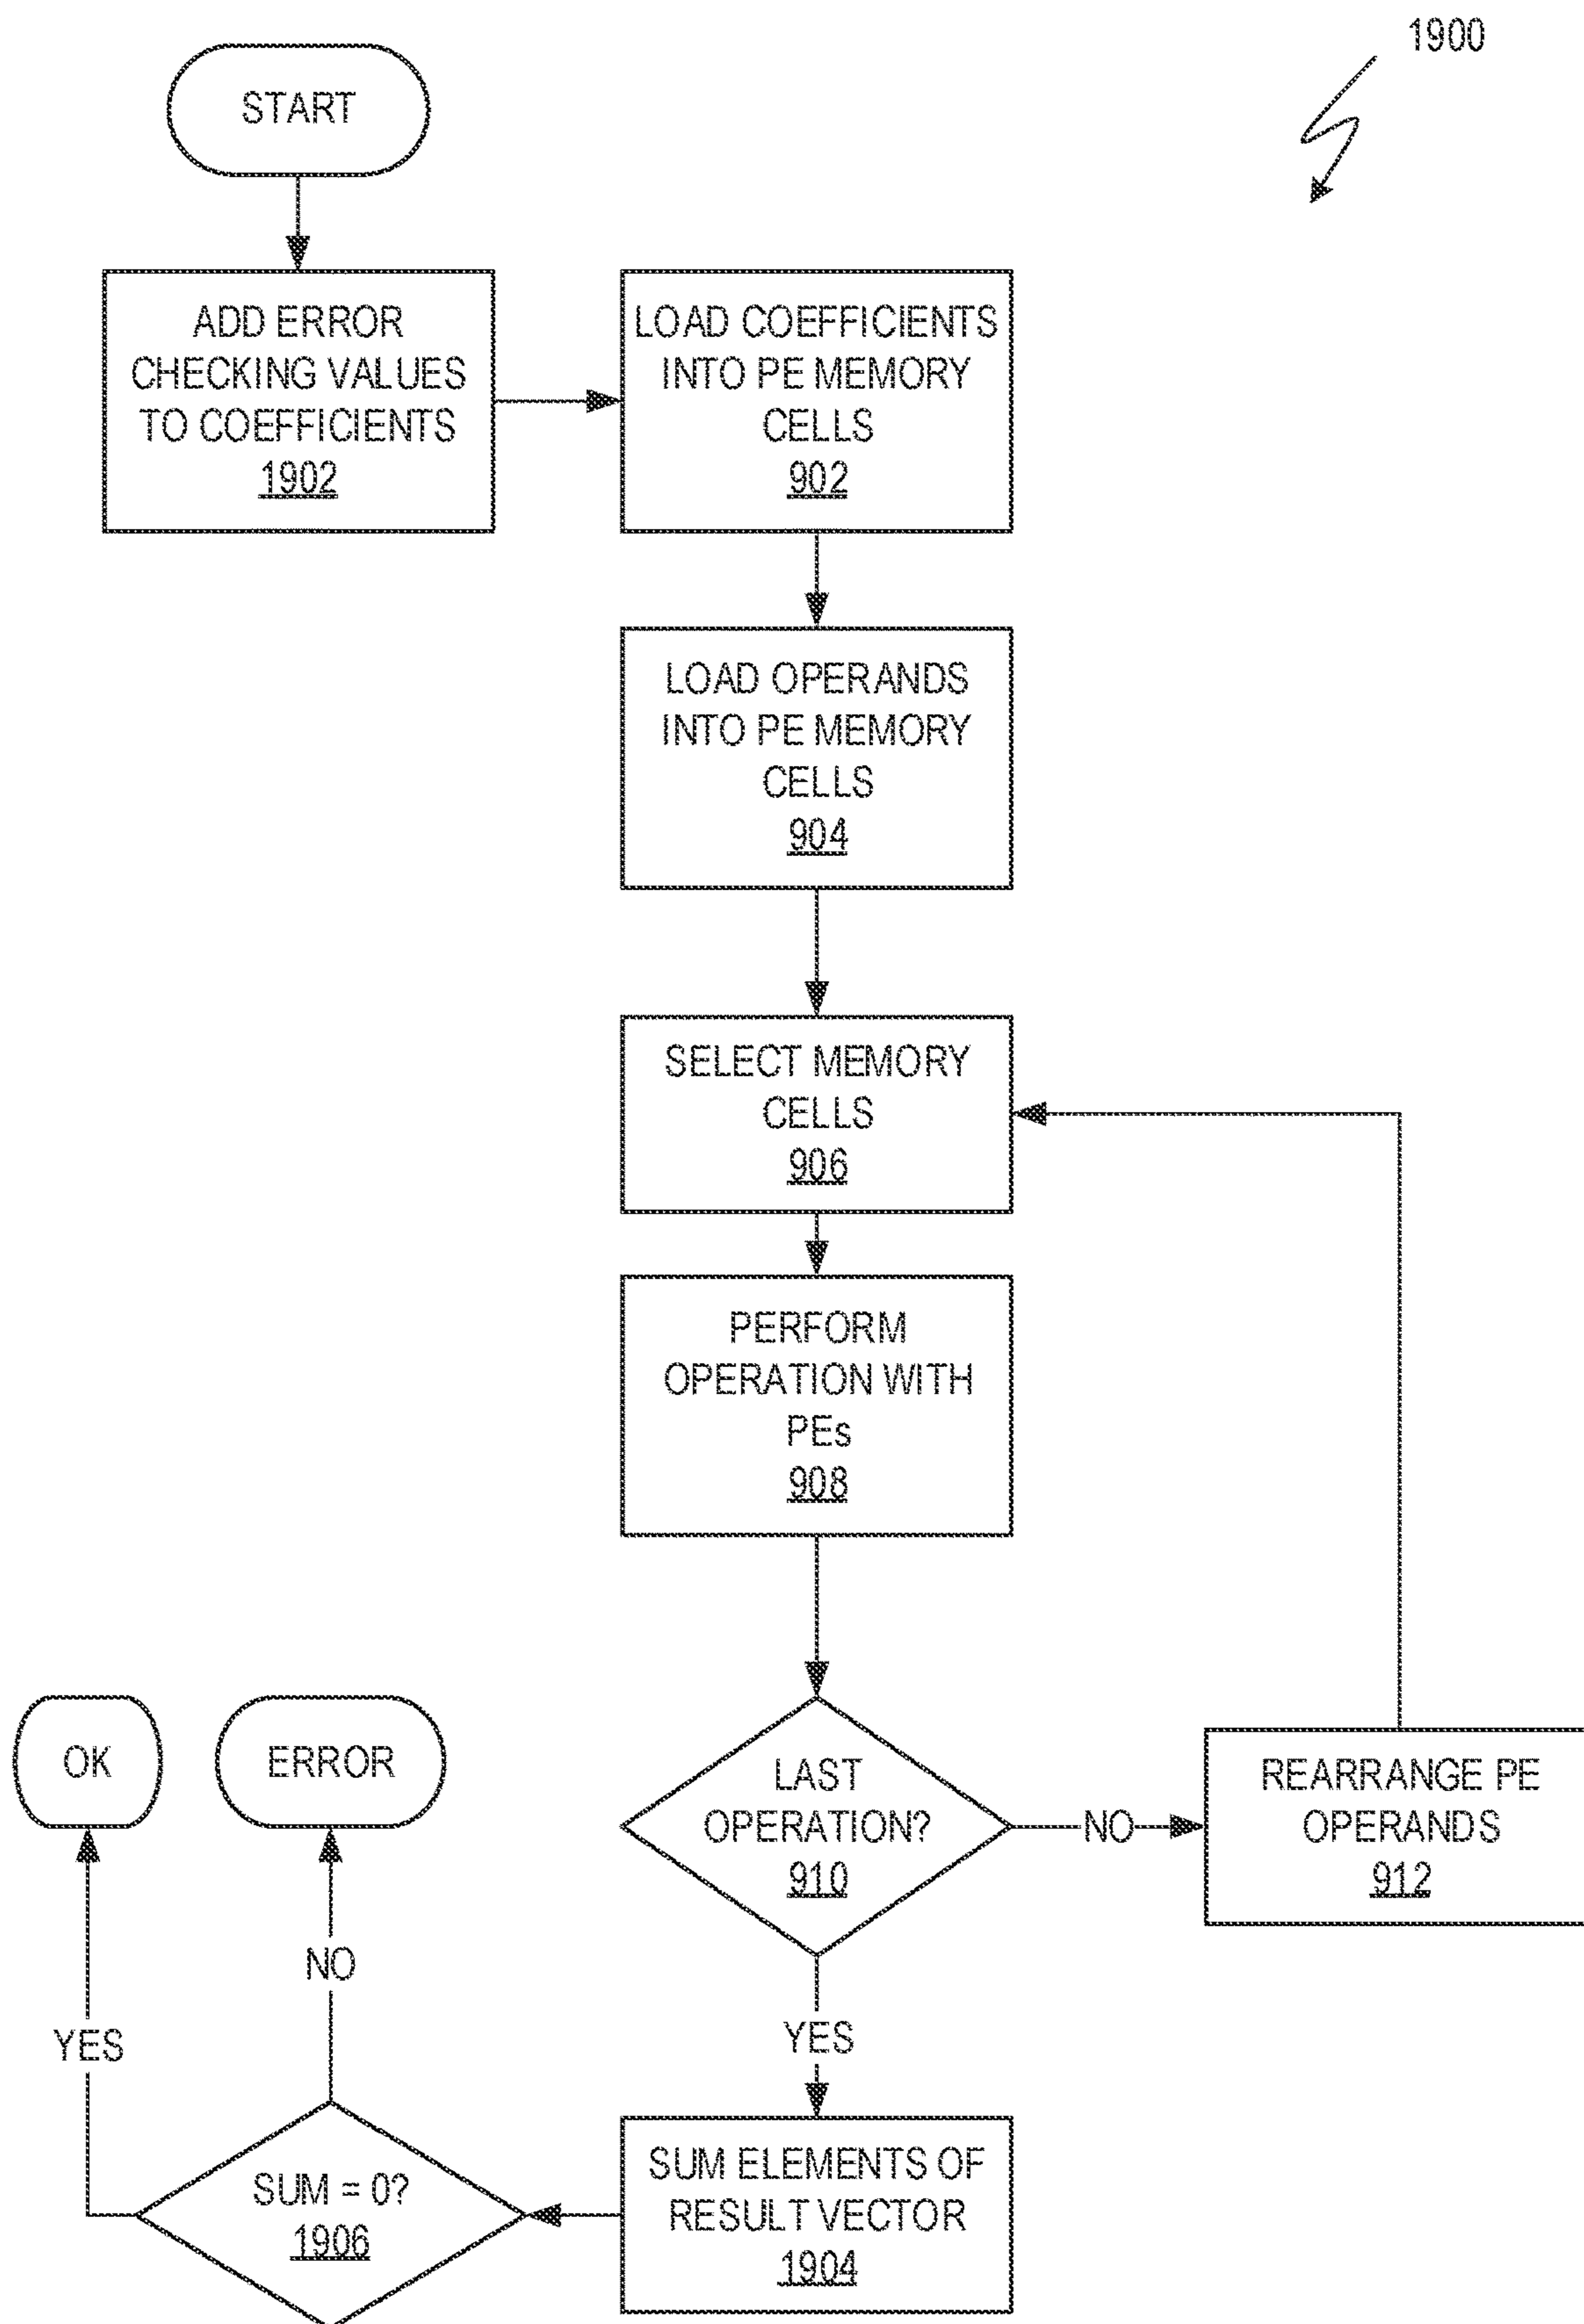 1900
START
ADD ERROR
CHECKING VALUES
TO COEFFICIENTS
1902
LOAD COEFFICIENTS
INTO PE MEMORY
CELLS
902
LOAD OPERANDS
INTO PE MEMORY
CELLS
904
SELECT MEMORY
CELLS
906
PERFORM
OPERATION WITH
PEs
908
LAST
OPERATION?
910
NO
REARRANGE PE
OPERANDS
912
YES
SUM ELEMENTS OF
RESULT VECTOR
1904
SUM = 0?
1906
NO
ERROR
YES
OK